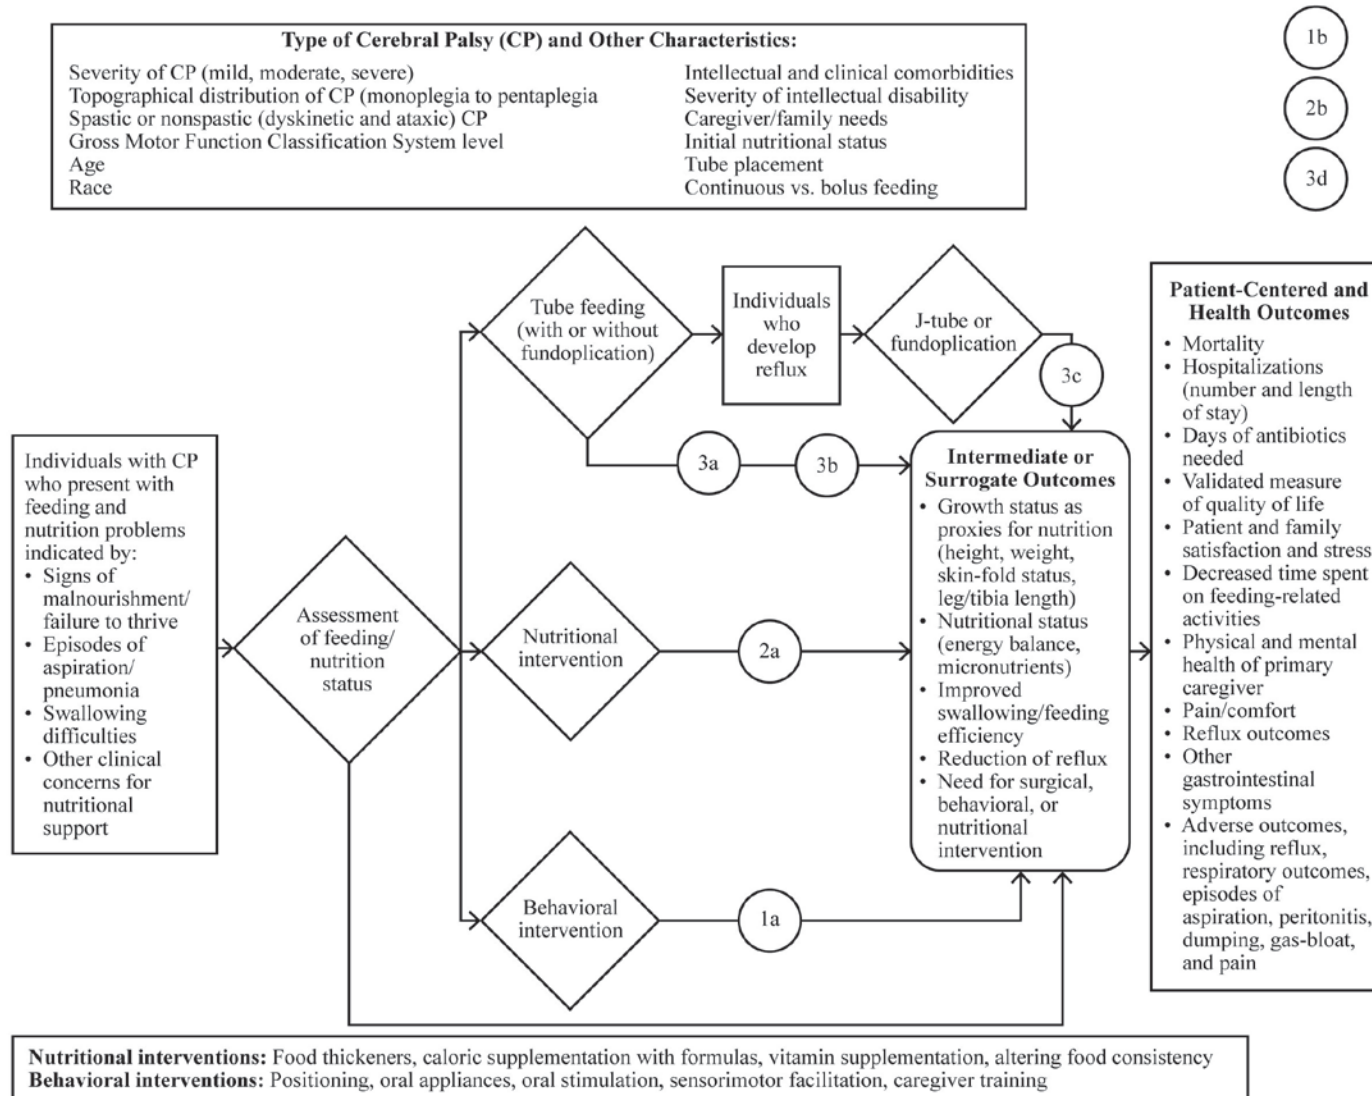 Type of Cerebral Palsy (CP) and Other Characteristics:
Severity of CP (mild, moderate, severe)
Topographical distribution of CP (monoplegia to pentaplegia
Spastic or nonspastic (dyskinetic and ataxic) CP
Gross Motor Function Classification System level
Age
Race
Intellectual and clinical comorbidities
Severity of intellectual disability
Caregiver/family needs
Initial nutritional status
Tube placement
Continuous vs. bolus feeding
1b
2b
3d
Individuals with CP
who present with
feeding and
nutrition problems
indicated by:
• Signs of
malnourishment/
failure to thrive
• Episodes of
aspiration/
pneumonia
• Swallowing
difficulties
• Other clinical
concerns for
nutritional
support
Assessment
of feeding/
nutrition
status
Tube feeding
(with or without
fundoplication)
Individuals
who
develop
reflux
J-tube or
fundoplication
3c
3a
3b
Nutritional
intervention
2a
Behavioral
intervention
1a
Intermediate or
Surrogate Outcomes
• Growth status as
proxies for nutrition
(height, weight,
skin-fold status,
leg/tibia length)
• Nutritional status
(energy balance,
micronutrients)
• Improved
swallowing/feeding
efficiency
• Reduction of reflux
• Need for surgical,
behavioral, or
nutritional
intervention
Patient-Centered and
Health Outcomes
• Mortality
• Hospitalizations
(number and length
of stay)
• Days of antibiotics
needed
• Validated measure
of quality of life
• Patient and family
satisfaction and stress
• Decreased time spent
on feeding-related
activities
• Physical and mental
health of primary
caregiver
• Pain/comfort
• Reflux outcomes
• Other
gastrointestinal
symptoms
• Adverse outcomes,
including reflux,
respiratory outcomes,
episodes of
aspiration, peritonitis,
dumping, gas-bloat,
and pain
Nutritional interventions: Food thickeners, caloric supplementation with formulas, vitamin supplementation, altering food consistency
Behavioral interventions: Positioning, oral appliances, oral stimulation, sensorimotor facilitation, caregiver training